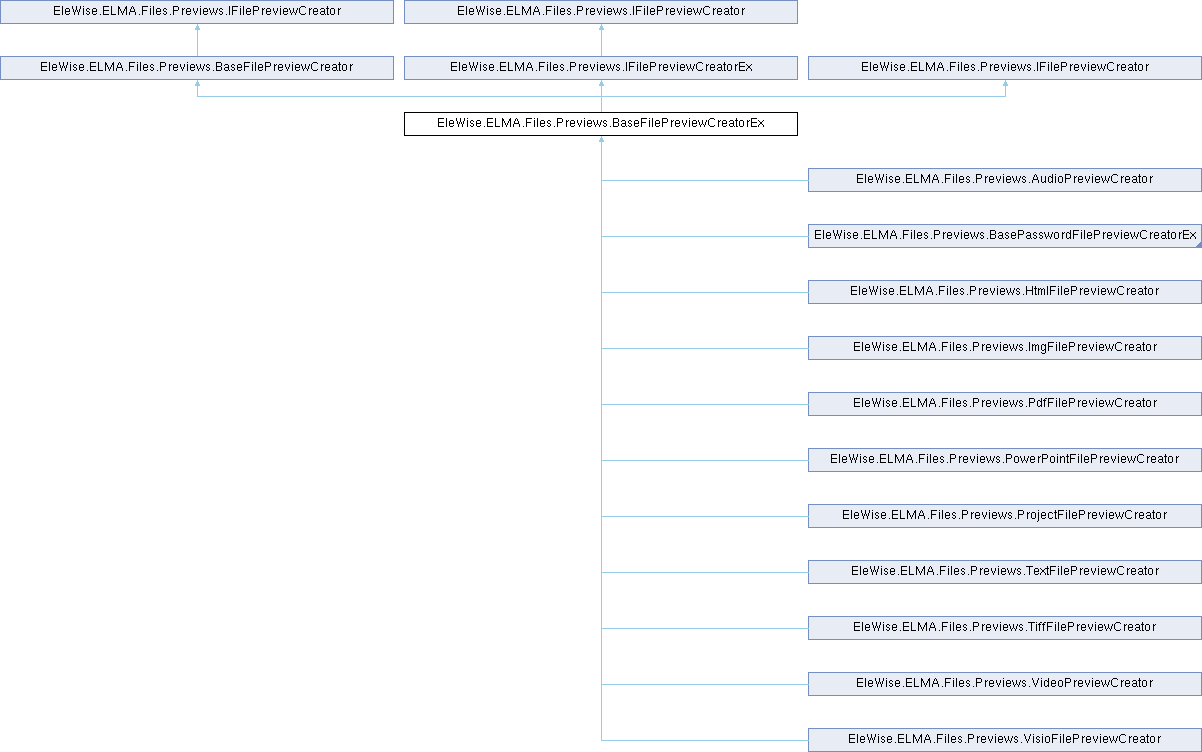 EleWise.ELMA.Files.Previews.IFilePreviewCreator
EleWise.ELMA.Files.Previews.IFilePreviewCreator
EleWise.ELMA.Files.Previews.BaseFilePreviewCreator
EleWise.ELMA.Files.Previews.IFilePreviewCreatorEx
EleWise.ELMA.Files.Previews.IFilePreviewCreator
EleWise.ELMA.Files.Previews.BaseFilePreviewCreatorEx
EleWise.ELMA.Files.Previews.AudioPreviewCreator
EleWise.ELMA.Files.Previews.BasePasswordFilePreviewCreatorEx
EleWise.ELMA.Files.Previews.HtmlFilePreviewCreator
EleWise.ELMA.Files.Previews.ImgFilePreviewCreator
EleWise.ELMA.Files.Previews.PdfFilePreviewCreator
EleWise.ELMA.Files.Previews.PowerPointFilePreviewCreator
EleWise.ELMA.Files.Previews.ProjectFilePreviewCreator
EleWise.ELMA.Files.Previews.TextFilePreviewCreator
EleWise.ELMA.Files.Previews.TiffFilePreviewCreator
EleWise.ELMA.Files.Previews.VideoPreviewCreator
EleWise.ELMA.Files.Previews.VisioFilePreviewCreator